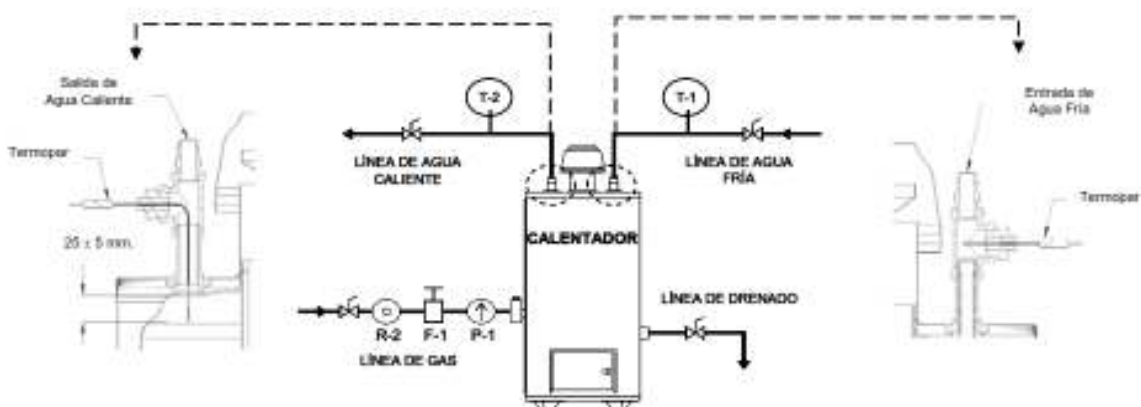 Salida de
Agua Caliente
Termopar
25 ± 5 mm.
T-2
T-1
LÍNEA DE AGUA
CALIENTE
LÍNEA DE AGUA
FRÍA
CALENTADOR
R-2 F-1 P-1
LÍNEA DE GAS
LÍNEA DE DRENADO
Entrada de
Agua Fría
Termopar